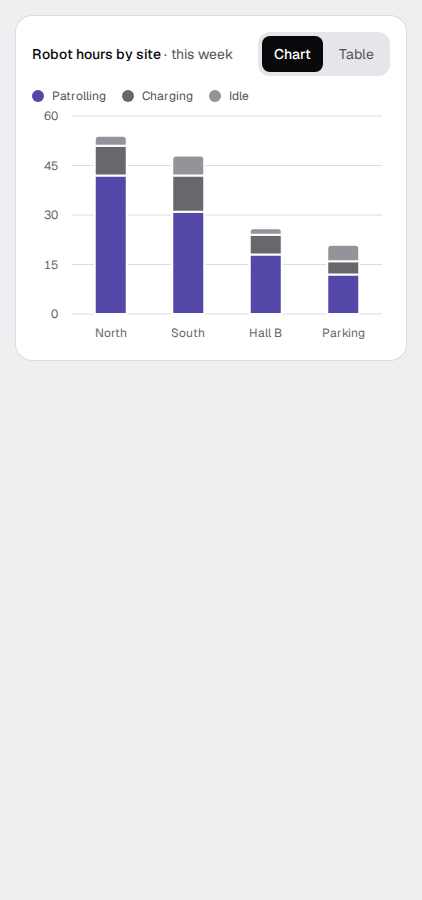 Robot hours by site · this week
Chart
Table
Patrolling
Charging
Idle
60
45
30
15
0
North
South
Hall B
Parking